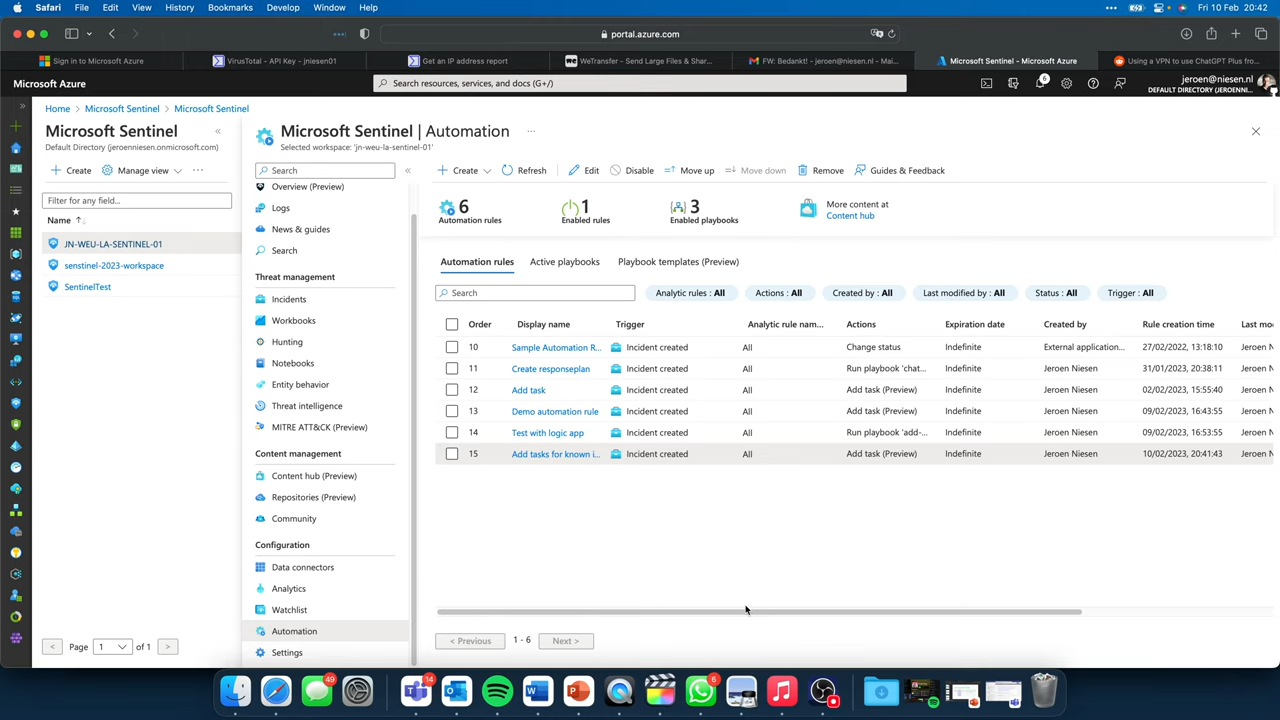 Safari File Edit View History Bookmarks Develop Window Help
Fri 10 Feb 20:42
portal.azure.com
Sign in to Microsoft Azure
VirusTotal - API Key - jniesen01
Get an IP address report
WeTransfer - Send Large Files & Shar...
FW: Bedankt! - jeroen@niesen.nl - Mai...
Microsoft Sentinel - Microsoft Azure
Using a VPN to use ChatGPT Plus fro...
Microsoft Azure
Search resources, services, and docs (G+/)
6
jeroen@niesen.nl
DEFAULT DIRECTORY (JEROENNI...
Home > Microsoft Sentinel > Microsoft Sentinel
Microsoft Sentinel
Default Directory (jeroenniesen.onmicrosoft.com)
Create
Manage view
Filter for any field...
Name
JN-WEU-LA-SENTINEL-01
senstinel-2023-workspace
SentinelTest
< Page 1 of 1 >
Microsoft Sentinel | Automation
Selected workspace: 'jn-weu-la-sentinel-01'
Search
Overview (Preview)
Logs
News & guides
Search
Threat management
Incidents
Workbooks
Hunting
Notebooks
Entity behavior
Threat intelligence
MITRE ATT&CK (Preview)
Content management
Content hub (Preview)
Repositories (Preview)
Community
Configuration
Data connectors
Analytics
Watchlist
Automation
Settings
Create Refresh Edit Disable Move up Move down Remove Guides & Feedback
6
Automation rules
1
Enabled rules
3
Enabled playbooks
More content at
Content hub
Automation rules Active playbooks Playbook templates (Preview)
Search
Analytic rules : All
Actions : All
Created by : All
Last modified by : All
Status : All
Trigger : All
Order Display name Trigger Analytic rule nam... Actions Expiration date Created by Rule creation time Last mo
10 Sample Automation R... Incident created All Change status Indefinite External application... 27/02/2022, 13:18:10 Jeroen N
11 Create responseplan Incident created All Run playbook 'chat... Indefinite Jeroen Niesen 31/01/2023, 20:38:11 Jeroen N
12 Add task Incident created All Add task (Preview) Indefinite Jeroen Niesen 02/02/2023, 15:55:40 Jeroen N
13 Demo automation rule Incident created All Add task (Preview) Indefinite Jeroen Niesen 09/02/2023, 16:43:55 Jeroen N
14 Test with logic app Incident created All Run playbook 'add-... Indefinite Jeroen Niesen 09/02/2023, 16:53:55 Jeroen N
15 Add tasks for known i... Incident created All Add task (Preview) Indefinite Jeroen Niesen 10/02/2023, 20:41:43 Jeroen N
< Previous 1 - 6 Next >
49
14
6